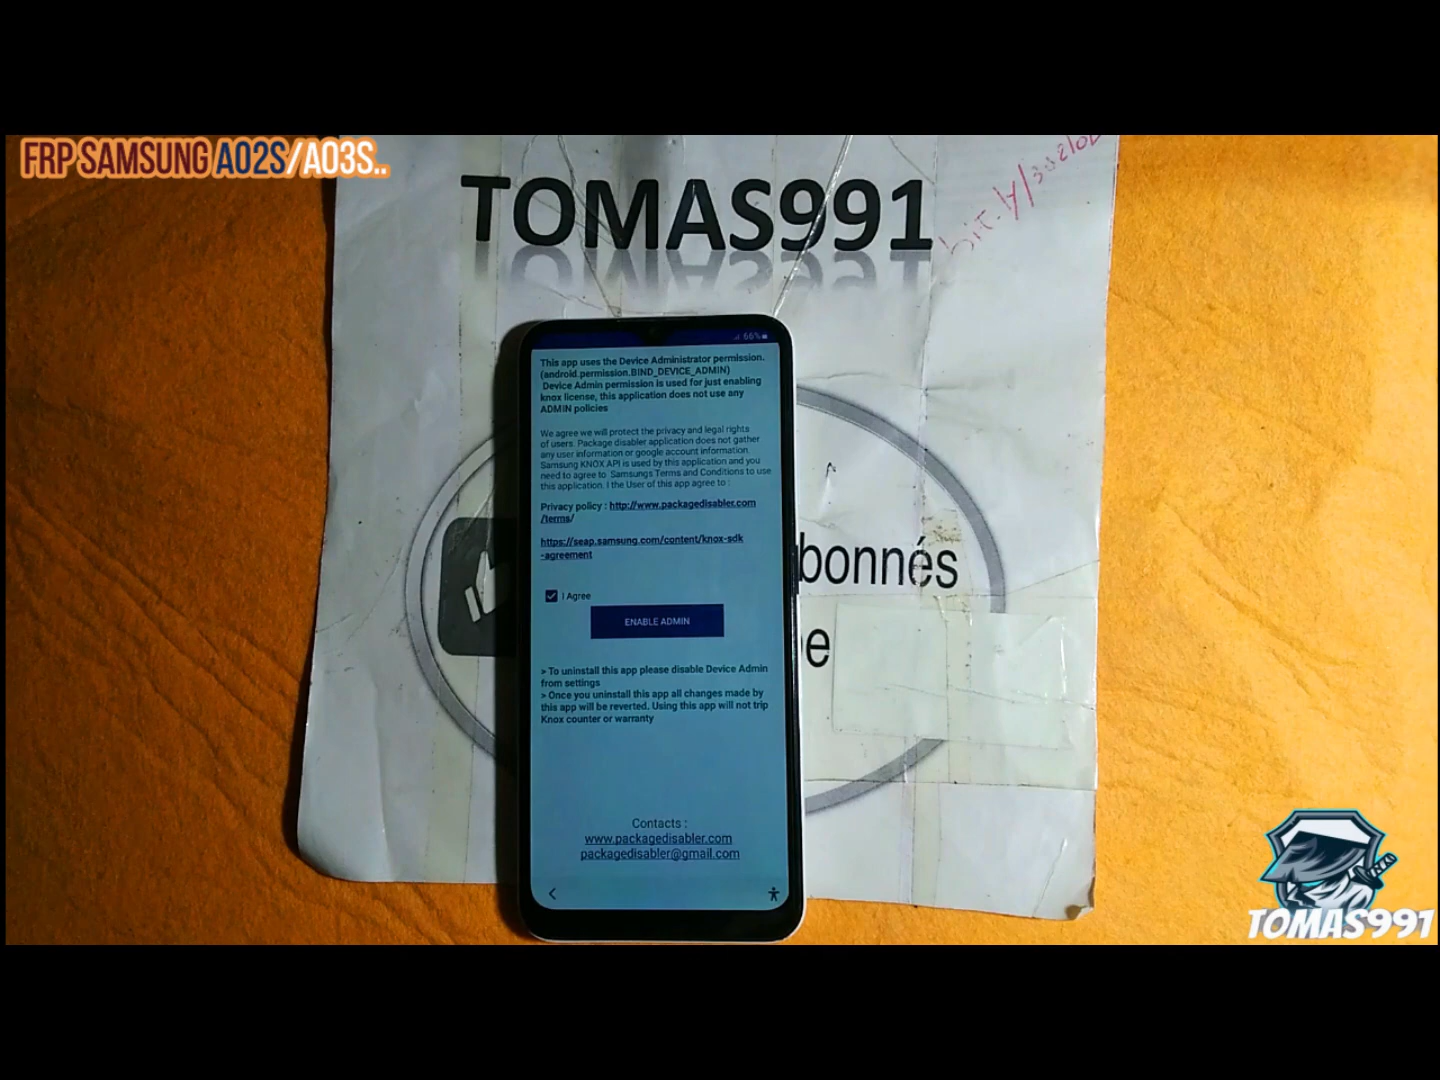 FRP SAMSUNG A02S/A03S..
TOMAS991
66%
This app uses the Device Administrator permission.
(android.permission.BIND_DEVICE_ADMIN)
Device Admin permission is used for just enabling
knox license, this application does not use any
ADMIN policies
We agree we will protect the privacy and legal rights
of users. Package disabler application does not gather
any user information or google account information.
Samsung KNOX API is used by this application and you
need to agree to Samsungs Terms and Conditions to use
this application. I the User of this app agree to :
Privacy policy : http://www.packagedisabler.com
/terms/
https://seap.samsung.com/content/knox-sdk
-agreement
I Agree
ENABLE ADMIN
> To uninstall this app please disable Device Admin
from settings
> Once you uninstall this app all changes made by
this app will be reverted. Using this app will not trip
Knox counter or warranty
Contacts :
www.packagedisabler.com
packagedisabler@gmail.com
bonnés
TOMAS991